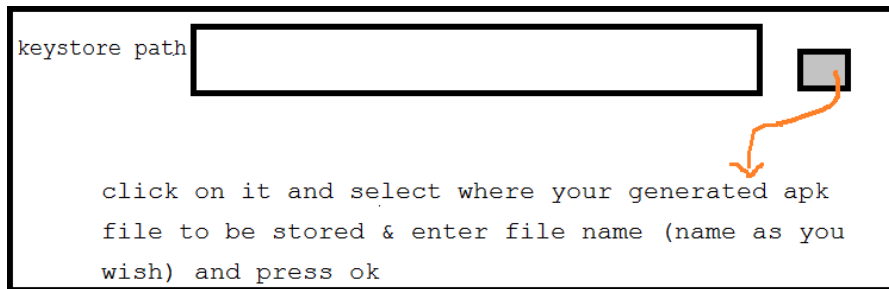 keystore path
click on it and select where your generated apk
file to be stored & enter file name (name as you
wish) and press ok